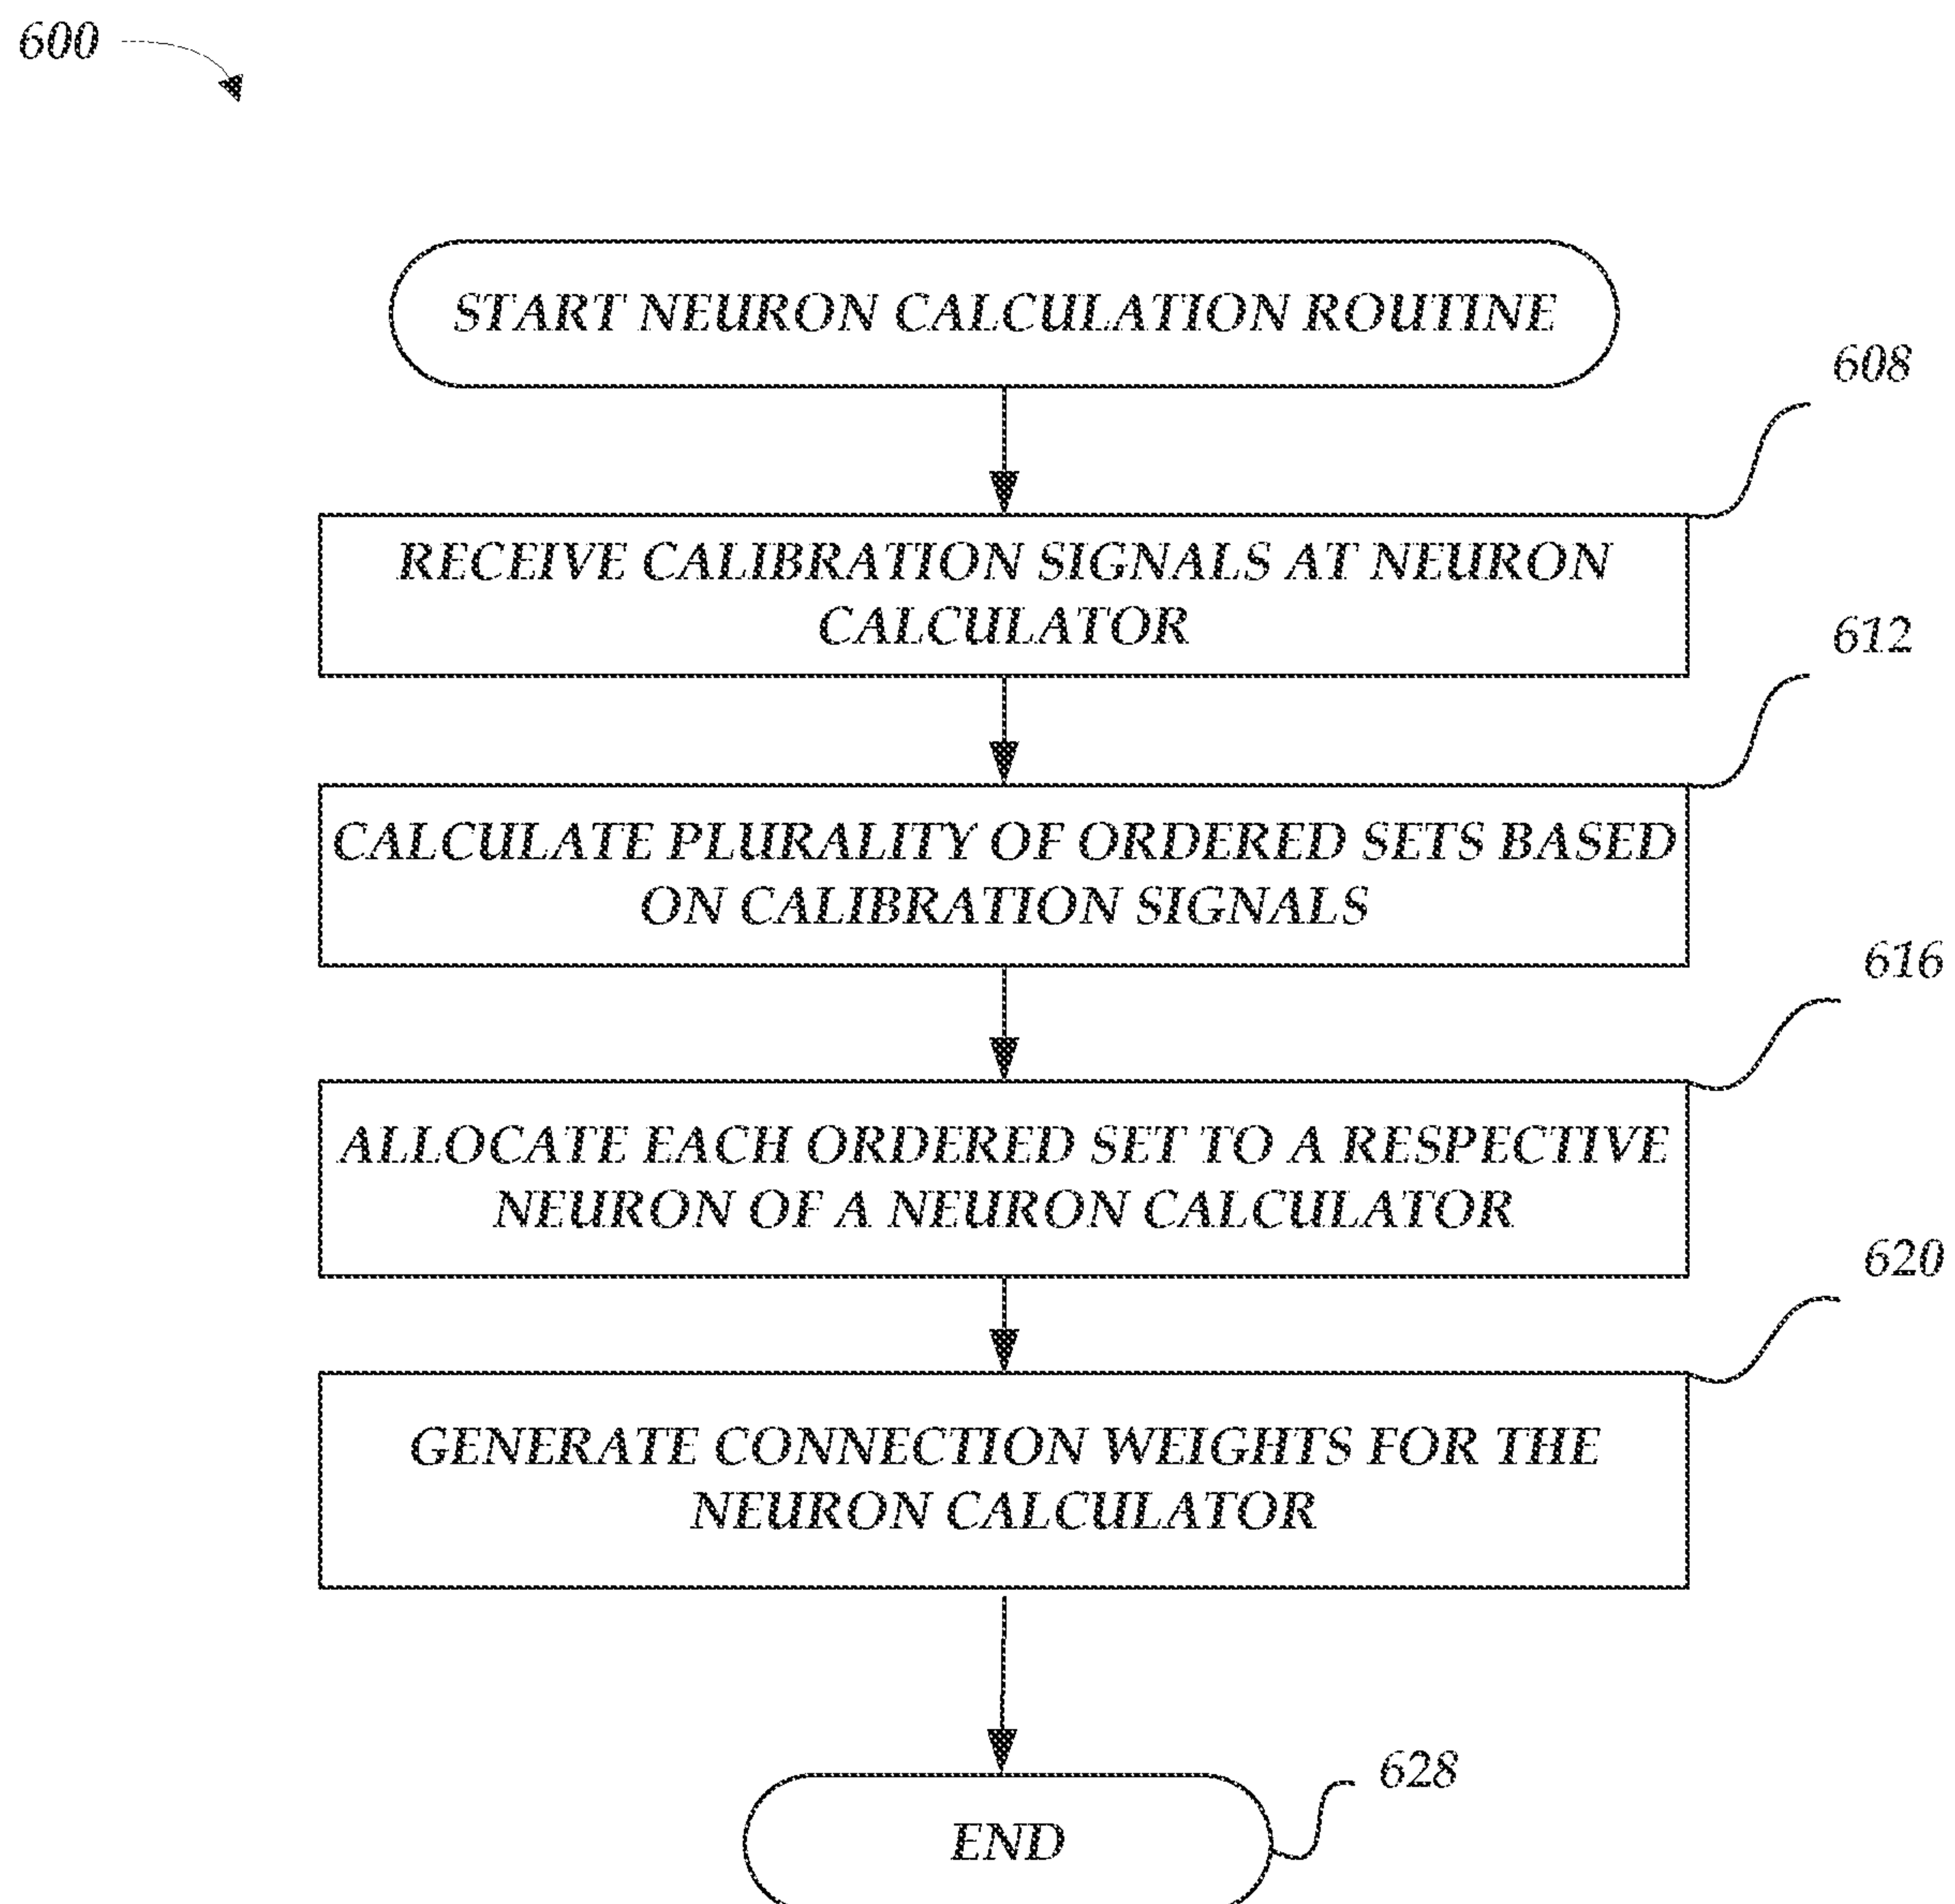 600
START NEURON CALCULATION ROUTINE
608
RECEIVE CALIBRATION SIGNALS AT NEURON
CALCULATOR
612
CALCULATE PLURALITY OF ORDERED SETS BASED
ON CALIBRATION SIGNALS
616
ALLOCATE EACH ORDERED SET TO A RESPECTIVE
NEURON OF A NEURON CALCULATOR
620
GENERATE CONNECTION WEIGHTS FOR THE
NEURON CALCULATOR
628
END